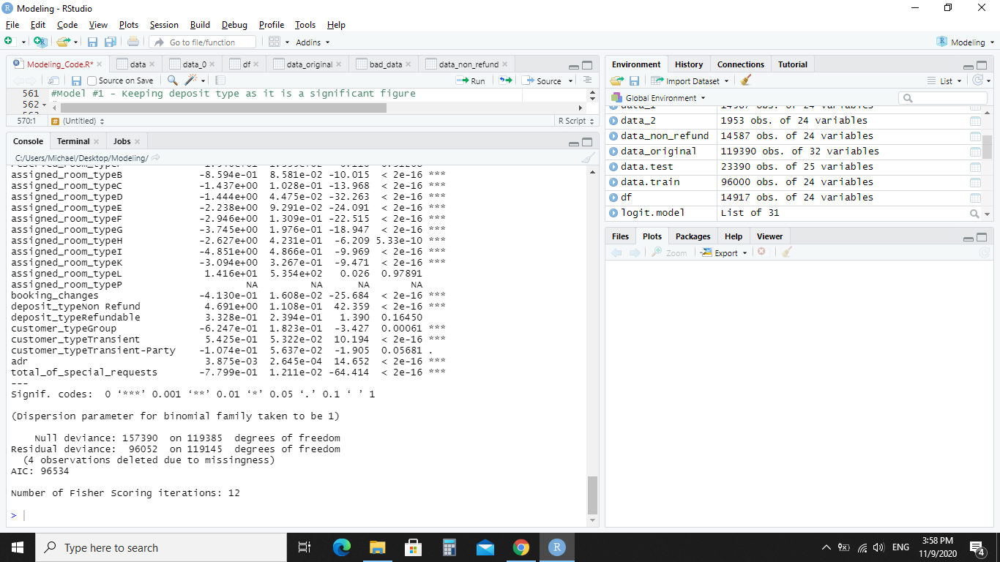 Modeling - RStudio
File Edit Code View Plots Session Build Debug Profile Tools Help
Go to file/function Addins Modeling
Modeling_Code.R* data data_0 df data_original bad_data data_non_refund
Source on Save Run Source
561 #Model #1 - Keeping deposit type as it is a significant figure
562
570:1 (Untitled) R Script
Console Terminal Jobs
C:/Users/Michael/Desktop/Modeling/
assigned_room_typeB -8.594e-01 8.581e-02 -10.015 < 2e-16 ***
assigned_room_typeC -1.437e+00 1.028e-01 -13.968 < 2e-16 ***
assigned_room_typeD -1.444e+00 4.475e-02 -32.263 < 2e-16 ***
assigned_room_typeE -2.238e+00 9.291e-02 -24.091 < 2e-16 ***
assigned_room_typeF -2.946e+00 1.309e-01 -22.515 < 2e-16 ***
assigned_room_typeG -3.745e+00 1.976e-01 -18.947 < 2e-16 ***
assigned_room_typeH -2.627e+00 4.231e-01 -6.209 5.33e-10 ***
assigned_room_typeI -4.851e+00 4.866e-01 -9.969 < 2e-16 ***
assigned_room_typeK -3.094e+00 3.267e-01 -9.471 < 2e-16 ***
assigned_room_typeL 1.416e+01 5.354e+02 0.026 0.97891
assigned_room_typeP NA NA NA NA
booking_changes -4.130e-01 1.608e-02 -25.684 < 2e-16 ***
deposit_typeNon Refund 4.691e+00 1.108e-01 42.359 < 2e-16 ***
deposit_typeRefundable 3.328e-01 2.394e-01 1.390 0.16450
customer_typeGroup -6.247e-01 1.823e-01 -3.427 0.00061 ***
customer_typeTransient 5.425e-01 5.322e-02 10.194 < 2e-16 ***
customer_typeTransient-Party -1.074e-01 5.637e-02 -1.905 0.05681 .
adr 3.875e-03 2.645e-04 14.652 < 2e-16 ***
total_of_special_requests -7.799e-01 1.211e-02 -64.414 < 2e-16 ***
---
Signif. codes: 0 ‘***’ 0.001 ‘**’ 0.01 ‘*’ 0.05 ‘.’ 0.1 ‘ ’ 1
(Dispersion parameter for binomial family taken to be 1)
Null deviance: 157390 on 119385 degrees of freedom
Residual deviance: 96052 on 119145 degrees of freedom
(4 observations deleted due to missingness)
AIC: 96534
Number of Fisher Scoring iterations: 12
>
Environment History Connections Tutorial
Import Dataset List
Global Environment
data_2 1953 obs. of 24 variables
data_non_refund 14587 obs. of 24 variables
data_original 119390 obs. of 32 variables
data.test 23390 obs. of 25 variables
data.train 96000 obs. of 24 variables
df 14917 obs. of 24 variables
logit.model List of 31
Files Plots Packages Help Viewer
Zoom Export
Type here to search
ENG
3:58 PM
11/9/2020
4